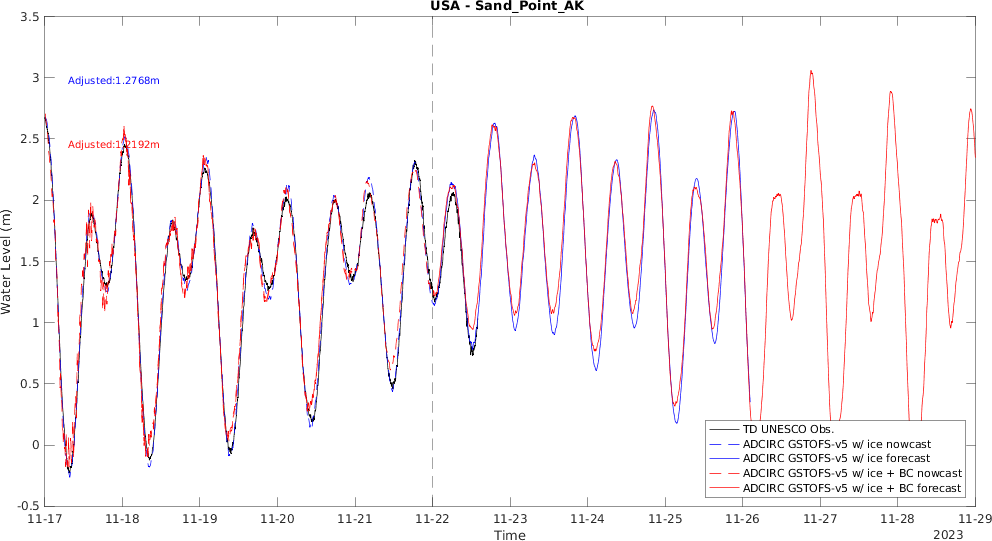 USA - Sand_Point_AK
3.5
3
2.5
2
1.5
1
0.5
0
-0.5
Water Level (m)
Adjusted:1.2768m
Adjusted:1.2192m
TD UNESCO Obs.
ADCIRC GSTOFS-v5 w/ ice nowcast
ADCIRC GSTOFS-v5 w/ ice forecast
ADCIRC GSTOFS-v5 w/ ice + BC nowcast
ADCIRC GSTOFS-v5 w/ ice + BC forecast
11-17 11-18 11-19 11-20 11-21 11-22 11-23 11-24 11-25 11-26 11-27 11-28 11-29
Time
2023